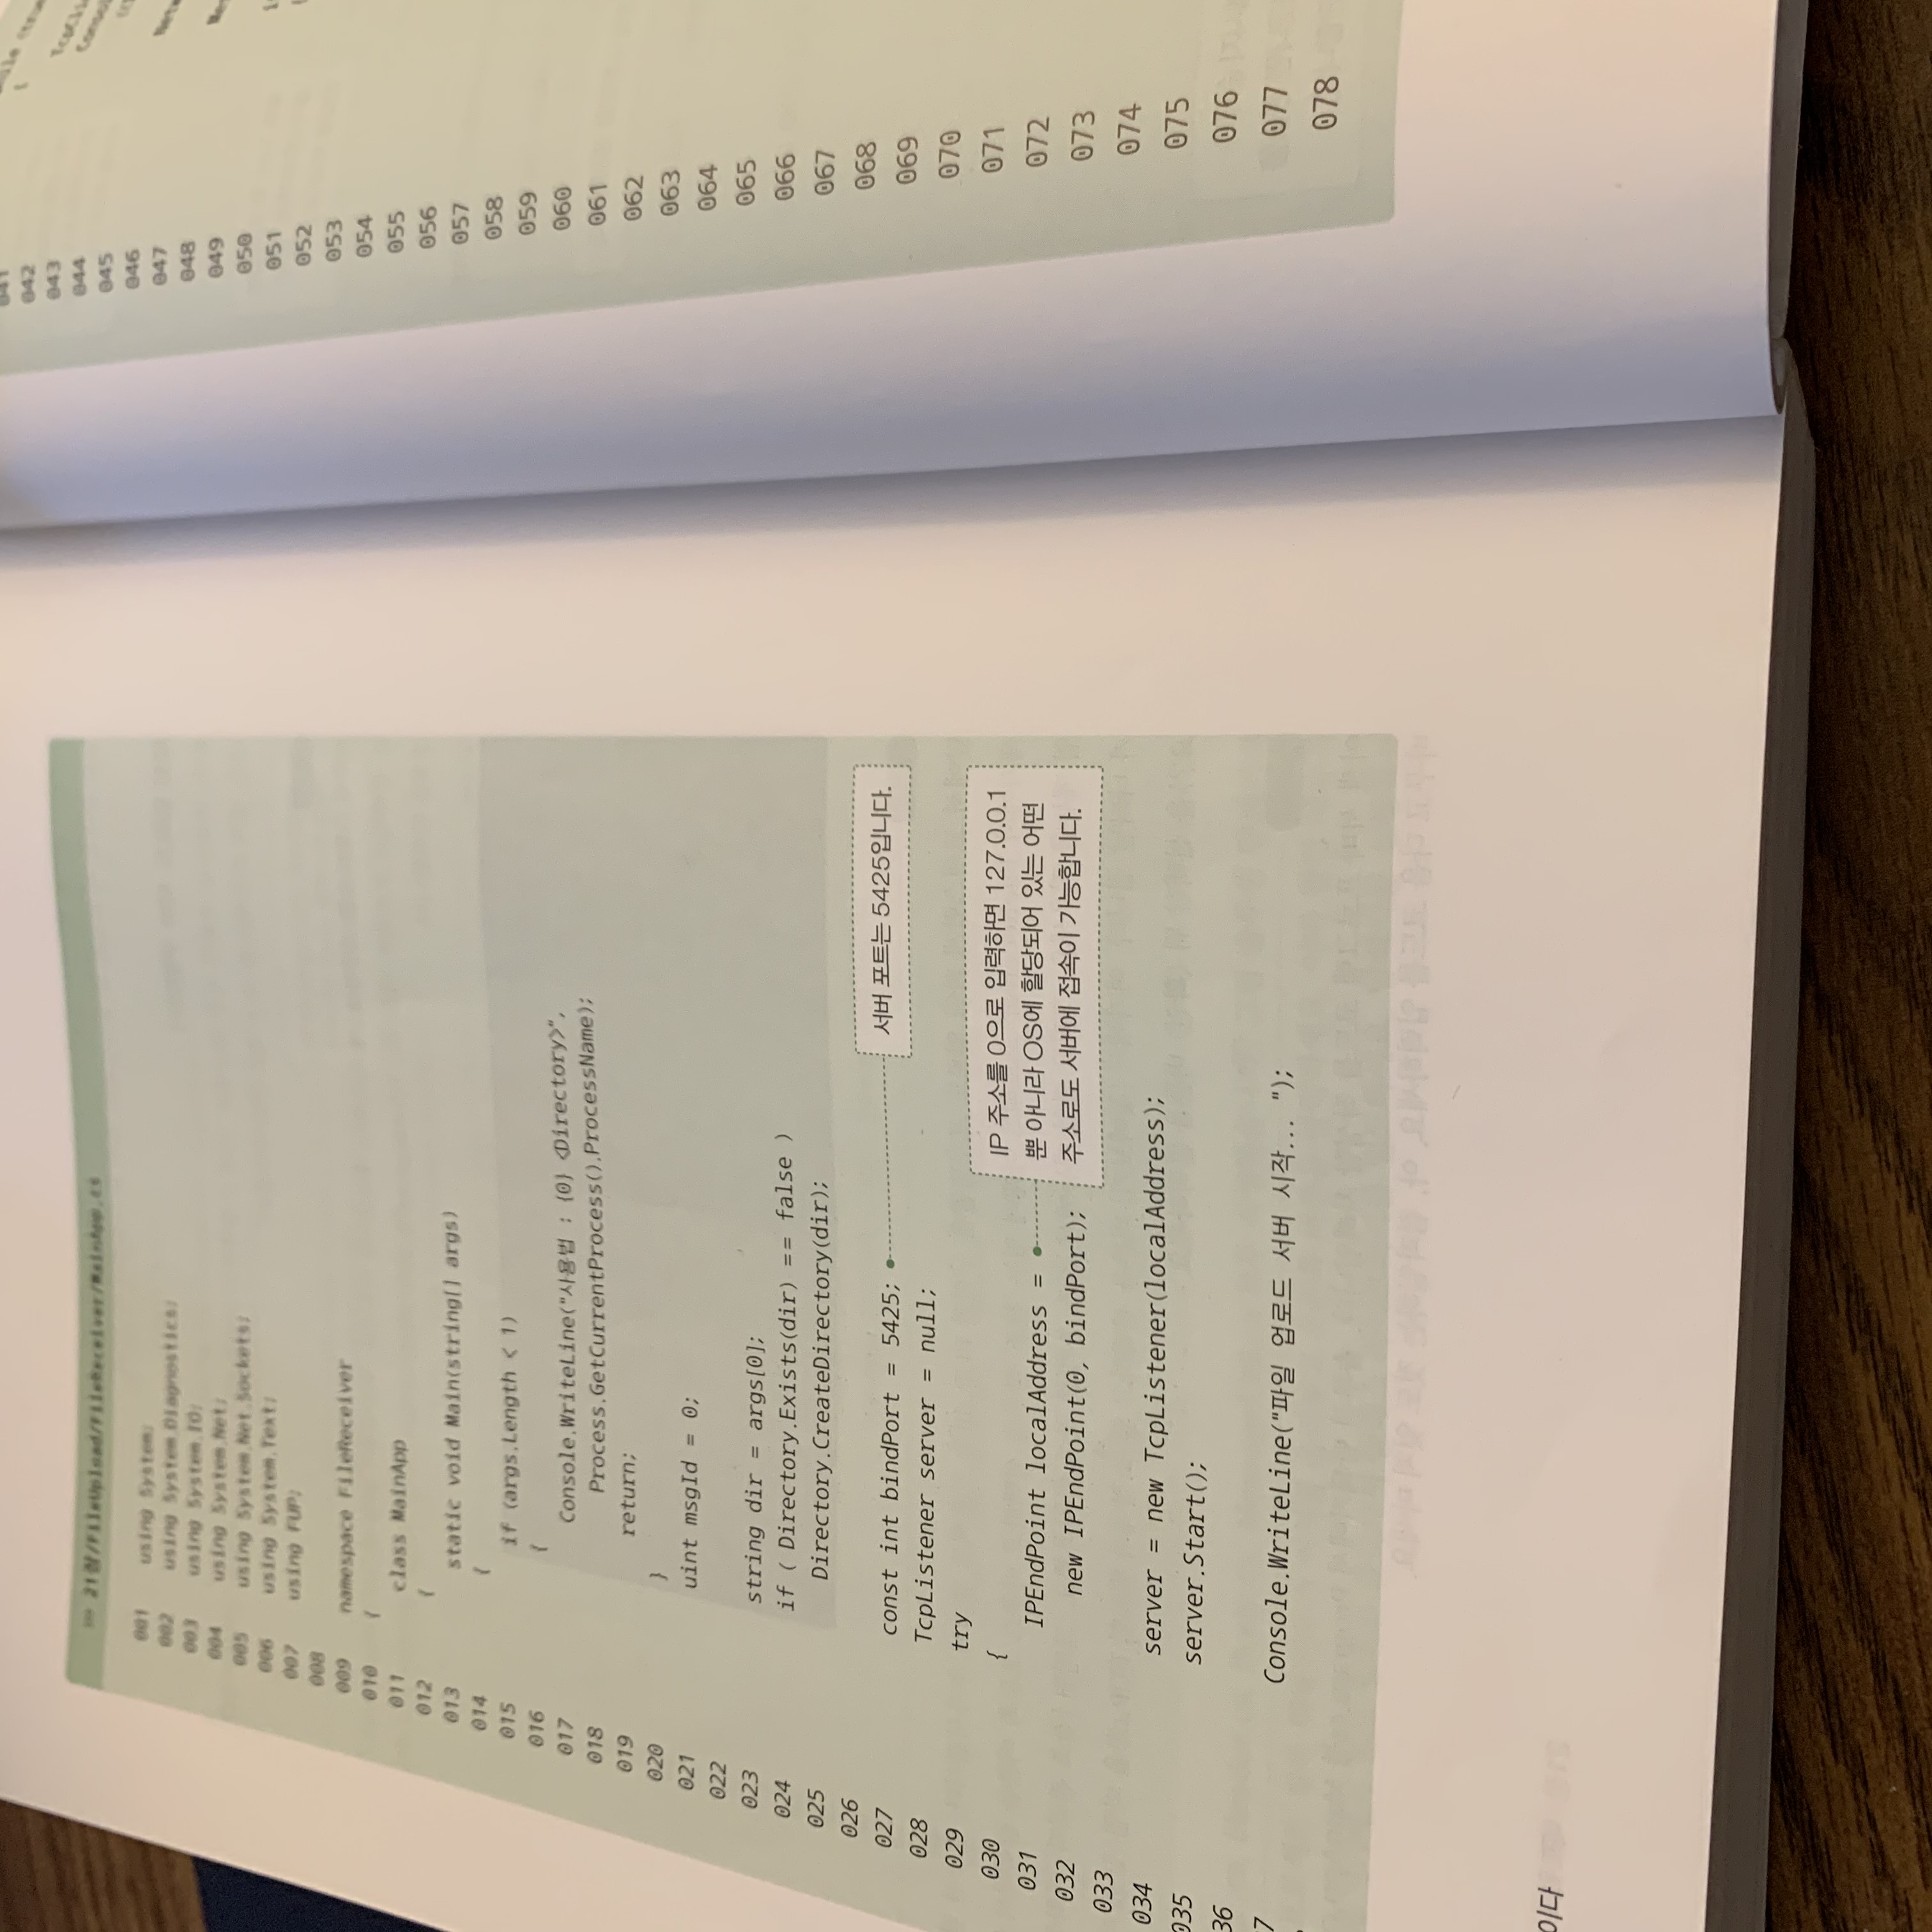 >>> 21장/FileUpload/FileReceiver/MainApp.cs
001 using System;
002 using System.Diagnostics;
003 using System.IO;
004 using System.Net;
005 using System.Net.Sockets;
006 using System.Text;
007 using FUP;
008
009 namespace FileReceiver
010 {
011 class MainApp
012 {
013 static void Main(string[] args)
014 {
015 if (args.Length < 1)
016 {
017 Console.WriteLine("사용법 : {0} <Directory>",
018 Process.GetCurrentProcess().ProcessName);
019 return;
020 }
021 uint msgId = 0;
022
023 string dir = args[0];
024 if ( Directory.Exists(dir) == false )
025 Directory.CreateDirectory(dir);
026
027 const int bindPort = 5425;
서버 포트는 5425입니다.
028 TcpListener server = null;
029 try
030 {
031 IPEndPoint localAddress =
032 new IPEndPoint(0, bindPort);
IP 주소를 0으로 입력하면 127.0.0.1
뿐 아니라 OS에 할당되어 있는 어떤
주소로도 서버에 접속이 가능합니다.
033
034 server = new TcpListener(localAddress);
035 server.Start();
36
7 Console.WriteLine("파일 업로드 서버 시작... ");
이다
041
042 {
043
044
045
046
047
048
049
050
051
052
053
054
055
056
057
058
059
060
061
062
063
064
065
066
067
068
069
070
071
072
073
074
075
076
077
078